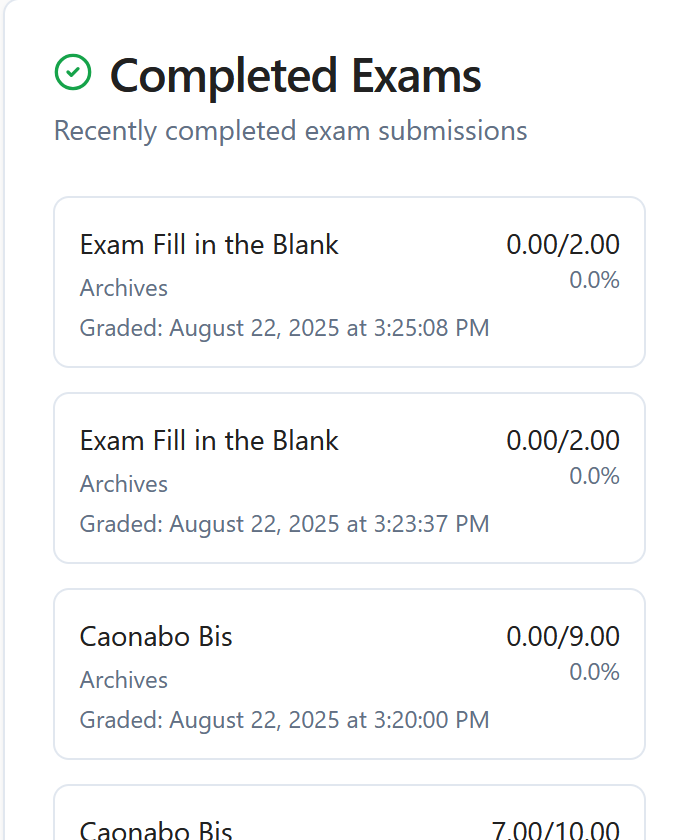 Completed Exams
Recently completed exam submissions
Exam Fill in the Blank 0.00/2.00
Archives 0.0%
Graded: August 22, 2025 at 3:25:08 PM
Exam Fill in the Blank 0.00/2.00
Archives 0.0%
Graded: August 22, 2025 at 3:23:37 PM
Caonabo Bis 0.00/9.00
Archives 0.0%
Graded: August 22, 2025 at 3:20:00 PM
Caonabo Bis 7.00/10.00